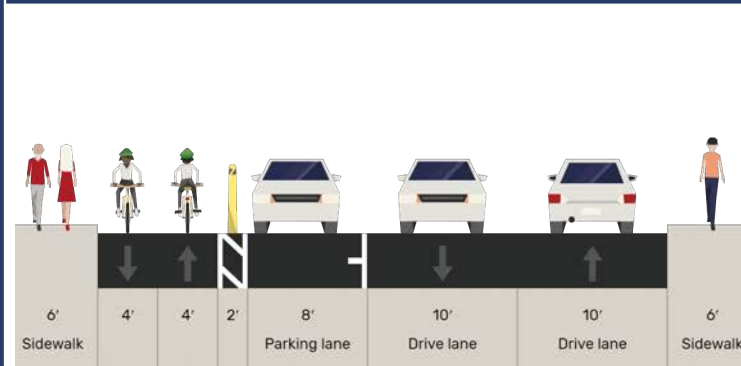 6′ 4′ 4′ 2′ 8′ 10′ 10′ 6′
Sidewalk Parking lane Drive lane Drive lane Sidewalk